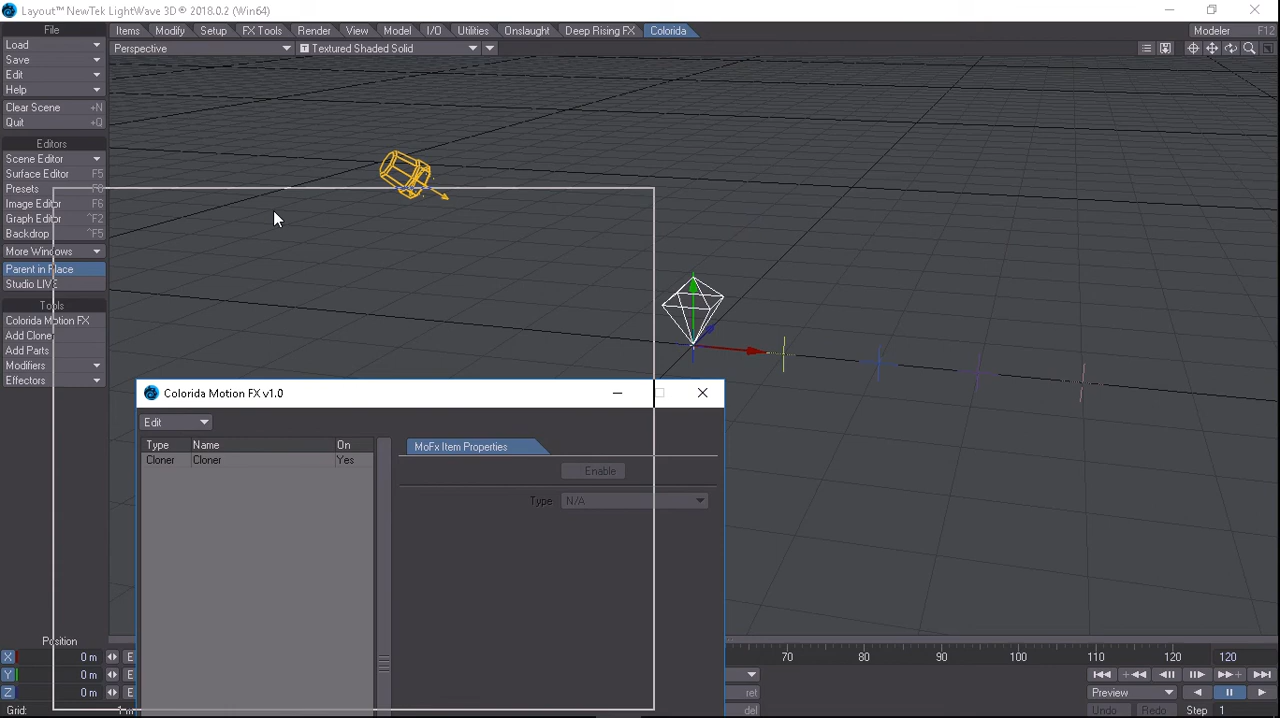 Layout™ NewTek LightWave 3D® 2018.0.2 (Win64)
File
Items Modify Setup FX Tools Render View Model I/O Utilities Onslaught Deep Rising FX Colorida Modeler F12
Load
Perspective
T Textured Shaded Solid
Save
Edit
Help
Clear Scene +N
Quit +Q
Editors
Scene Editor
Surface Editor F5
Presets F8
Image Editor F6
Graph Editor ^F2
Backdrop ^F5
More Windows
Parent in Place
Studio LIVE
Tools
Colorida Motion FX
Add Cloner
Add Parts
Modifiers
Effectors
Colorida Motion FX v1.0
Edit
Type Name On
Cloner Cloner Yes
MoFx Item Properties
Enable
Type N/A
Position
X 0 m E
Y 0 m E
Z 0 m E
Grid: 1 m
70 80 90 100 110 120 120
ret
del
Preview
Undo Redo Step 1